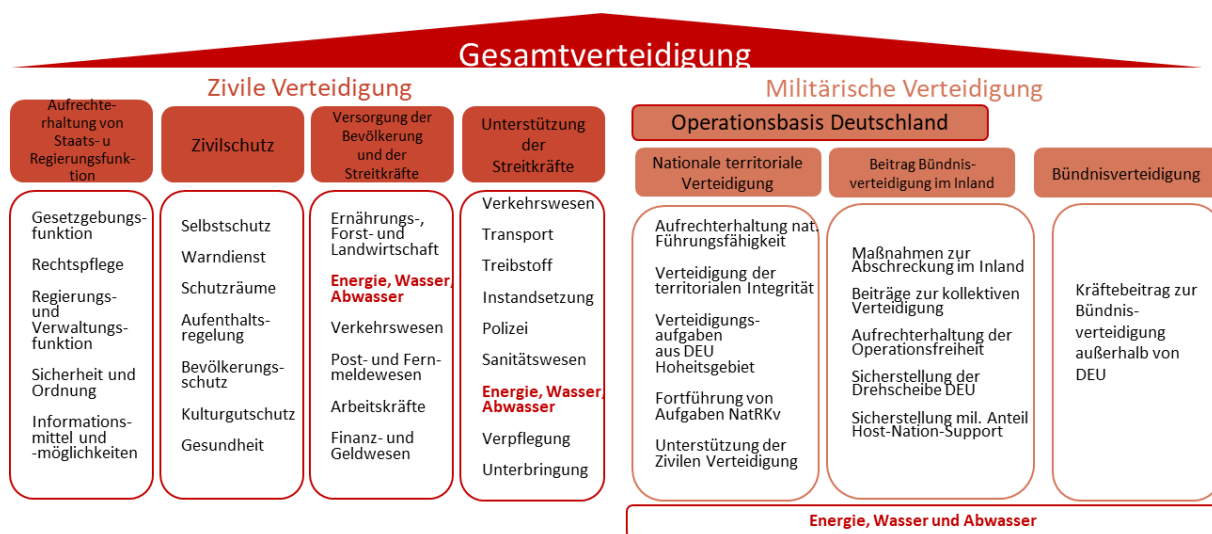 Gesamtverteidigung
Zivile Verteidigung
Aufrechte-
erhaltung von
Staats- u
Regierungsfunk-
tion
Gesetzgebungs-
funktion
Rechtspflege
Regierungs-
und
Verwaltungs-
funktion
Sicherheit und
Ordnung
Informations-
mittel und
-möglichkeiten
Zivilschutz
Selbstschutz
Warndienst
Schutzräume
Aufenthalts-
regelung
Bevölkerungs-
schutz
Kulturgutschutz
Gesundheit
Versorgung der
Bevölkerung
und der
Streitkräfte
Ernährungs-,
Forst- und
Landwirtschaft
Energie, Wasser,
Abwasser
Verkehrswesen
Post- und Fern-
meldewesen
Arbeitskräfte
Finanz- und
Geldwesen
Unterstützung
der
Streitkräfte
Verkehrswesen
Transport
Treibstoff
Instandsetzung
Polizei
Sanitätswesen
Energie, Wasser,
Abwasser
Verpflegung
Unterbringung
Militärische Verteidigung
Operationsbasis Deutschland
Nationale territoriale
Verteidigung
Aufrechterhaltung nat.
Führungsfähigkeit
Verteidigung der
territorialen Integrität
Verteidigungs-
aufgaben
aus DEU
Hoheitsgebiet
Fortführung von
Aufgaben NatRKv
Unterstützung der
Zivilen Verteidigung
Beitrag Bündnis-
verteidigung im Inland
Maßnahmen zur
Abschreckung im Inland
Beiträge zur kollektiven
Verteidigung
Aufrechterhaltung der
Operationsfreiheit
Sicherstellung der
Drehscheibe DEU
Sicherstellung mil. Anteil
Host-Nation-Support
Bündnisverteidigung
Kräftebeitrag zur
Bündnis-
verteidigung
außerhalb von
DEU
Energie, Wasser und Abwasser